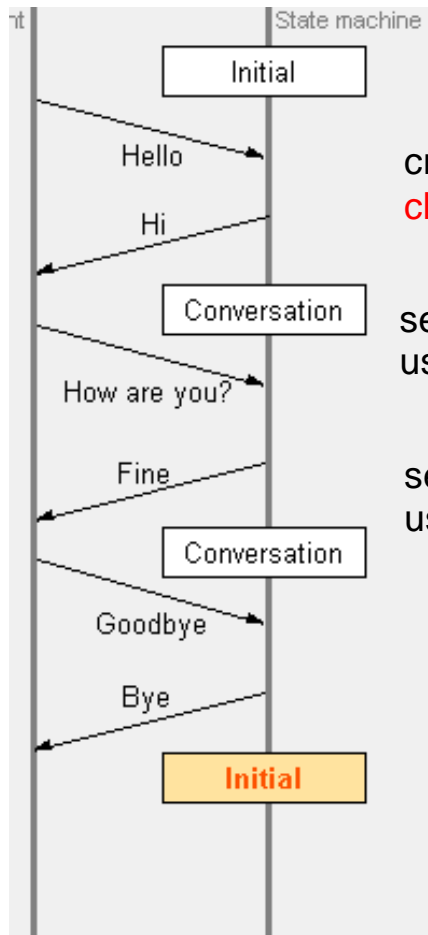 State machine
Initial
Hello
Hi
Conversation
How are you?
Fine
Conversation
Goodbye
Bye
Initial